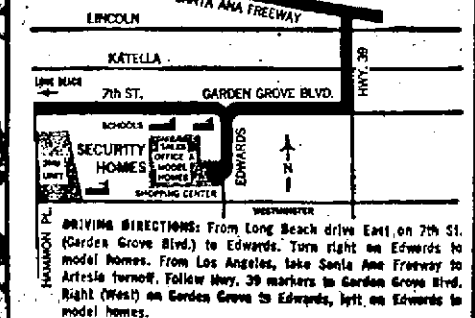 SANTA ANA FREEWAY
LINCOLN
KATELLA
HWY. 39
LONG BEACH
7th ST. GARDEN GROVE BLVD.
SCHOOLS
SECURITY
HOMES
SALES
OFFICE &
MODEL
HOMES
EDWARDS
N
UNIT
SHOPPING CENTER
WESTMINSTER
HAMMON PL.
DRIVING DIRECTIONS: From Long Beach drive East on 7th St.
(Garden Grove Blvd.) to Edwards. Turn right on Edwards to
model homes. From Los Angeles, take Santa Ana Freeway to
Artesia turnoff. Follow Hwy. 39 markers to Garden Grove Blvd.
Right (West) on Garden Grove to Edwards, left on Edwards to
model homes.